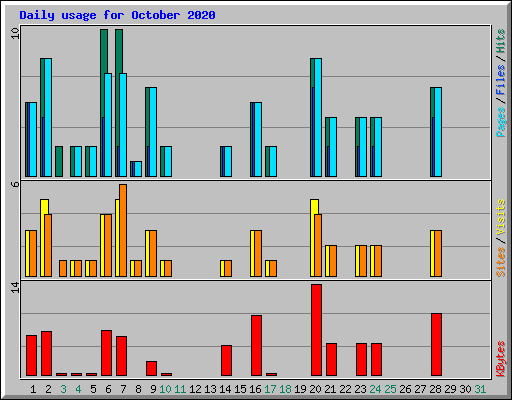 Daily usage for October 2020
10
Pages/Files/Hits
6
Sites/Visits
14
KBytes
1 2 3 4 5 6 7 8 9 10 11 12 13 14 15 16 17 18 19 20 21 22 23 24 25 26 27 28 29 30 31